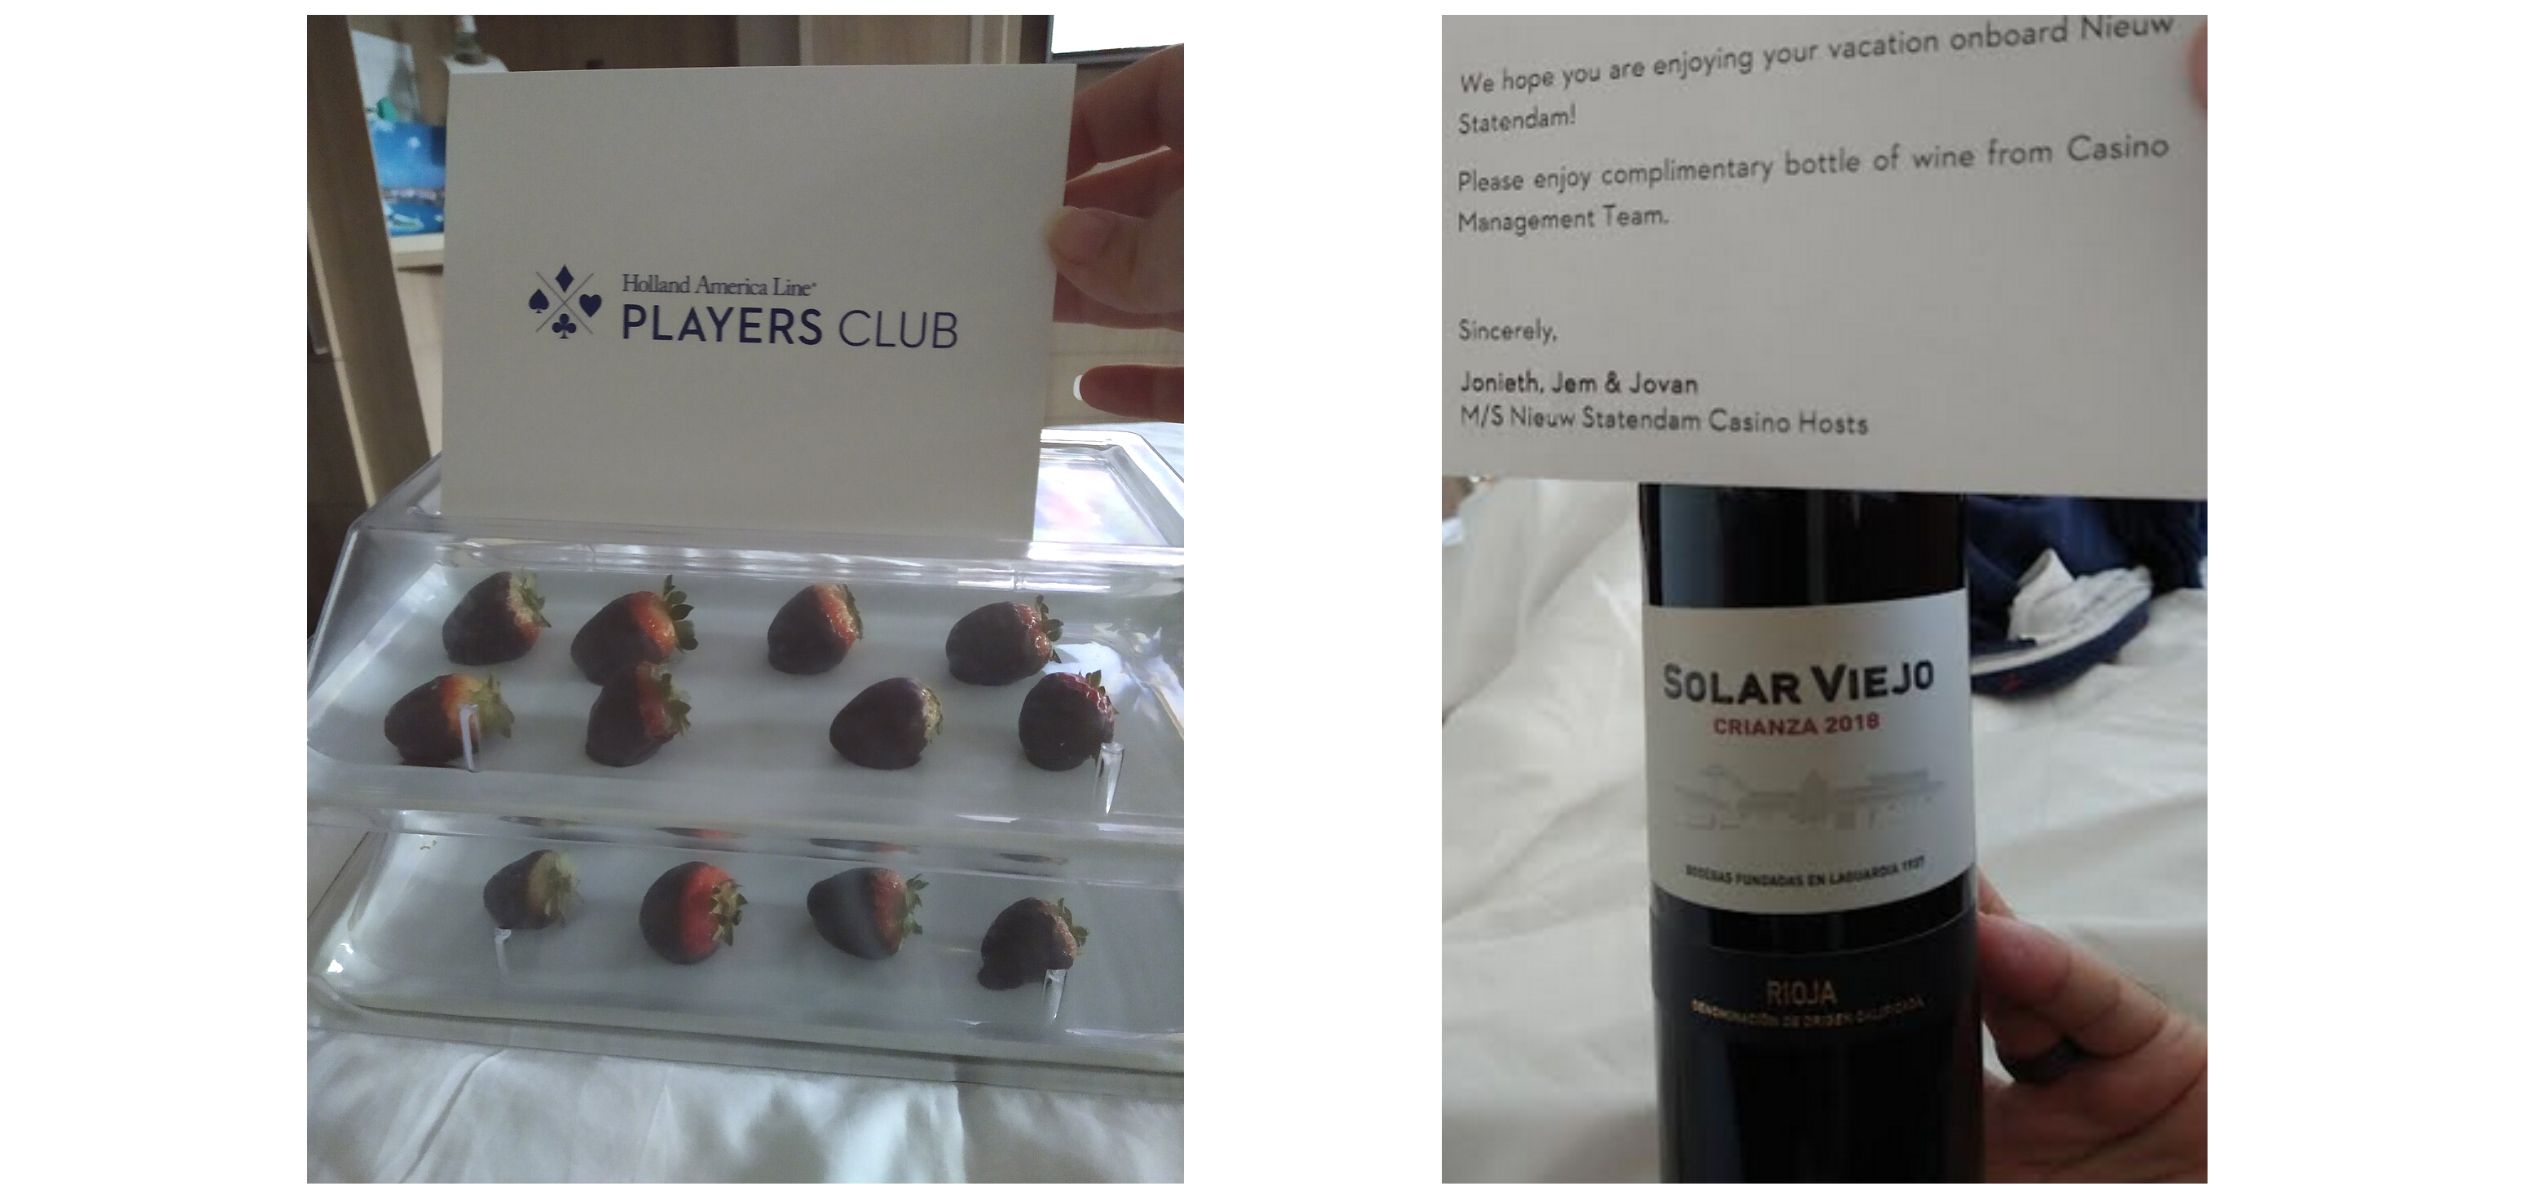 Holland America Line
PLAYERS CLUB
We hope you are enjoying your vacation onboard Nieuw
Statendam!
Please enjoy complimentary bottle of wine from Casino
Management Team.
Sincerely,
Jonieth, Jem & Jovan
M/S Nieuw Statendam Casino Hosts
SOLAR VIEJO
CRIANZA 2018
BODEGAS FUNDADAS EN LAGUARDIA 1937
RIOJA
DENOMINACIÓN DE ORIGEN CALIFICADA